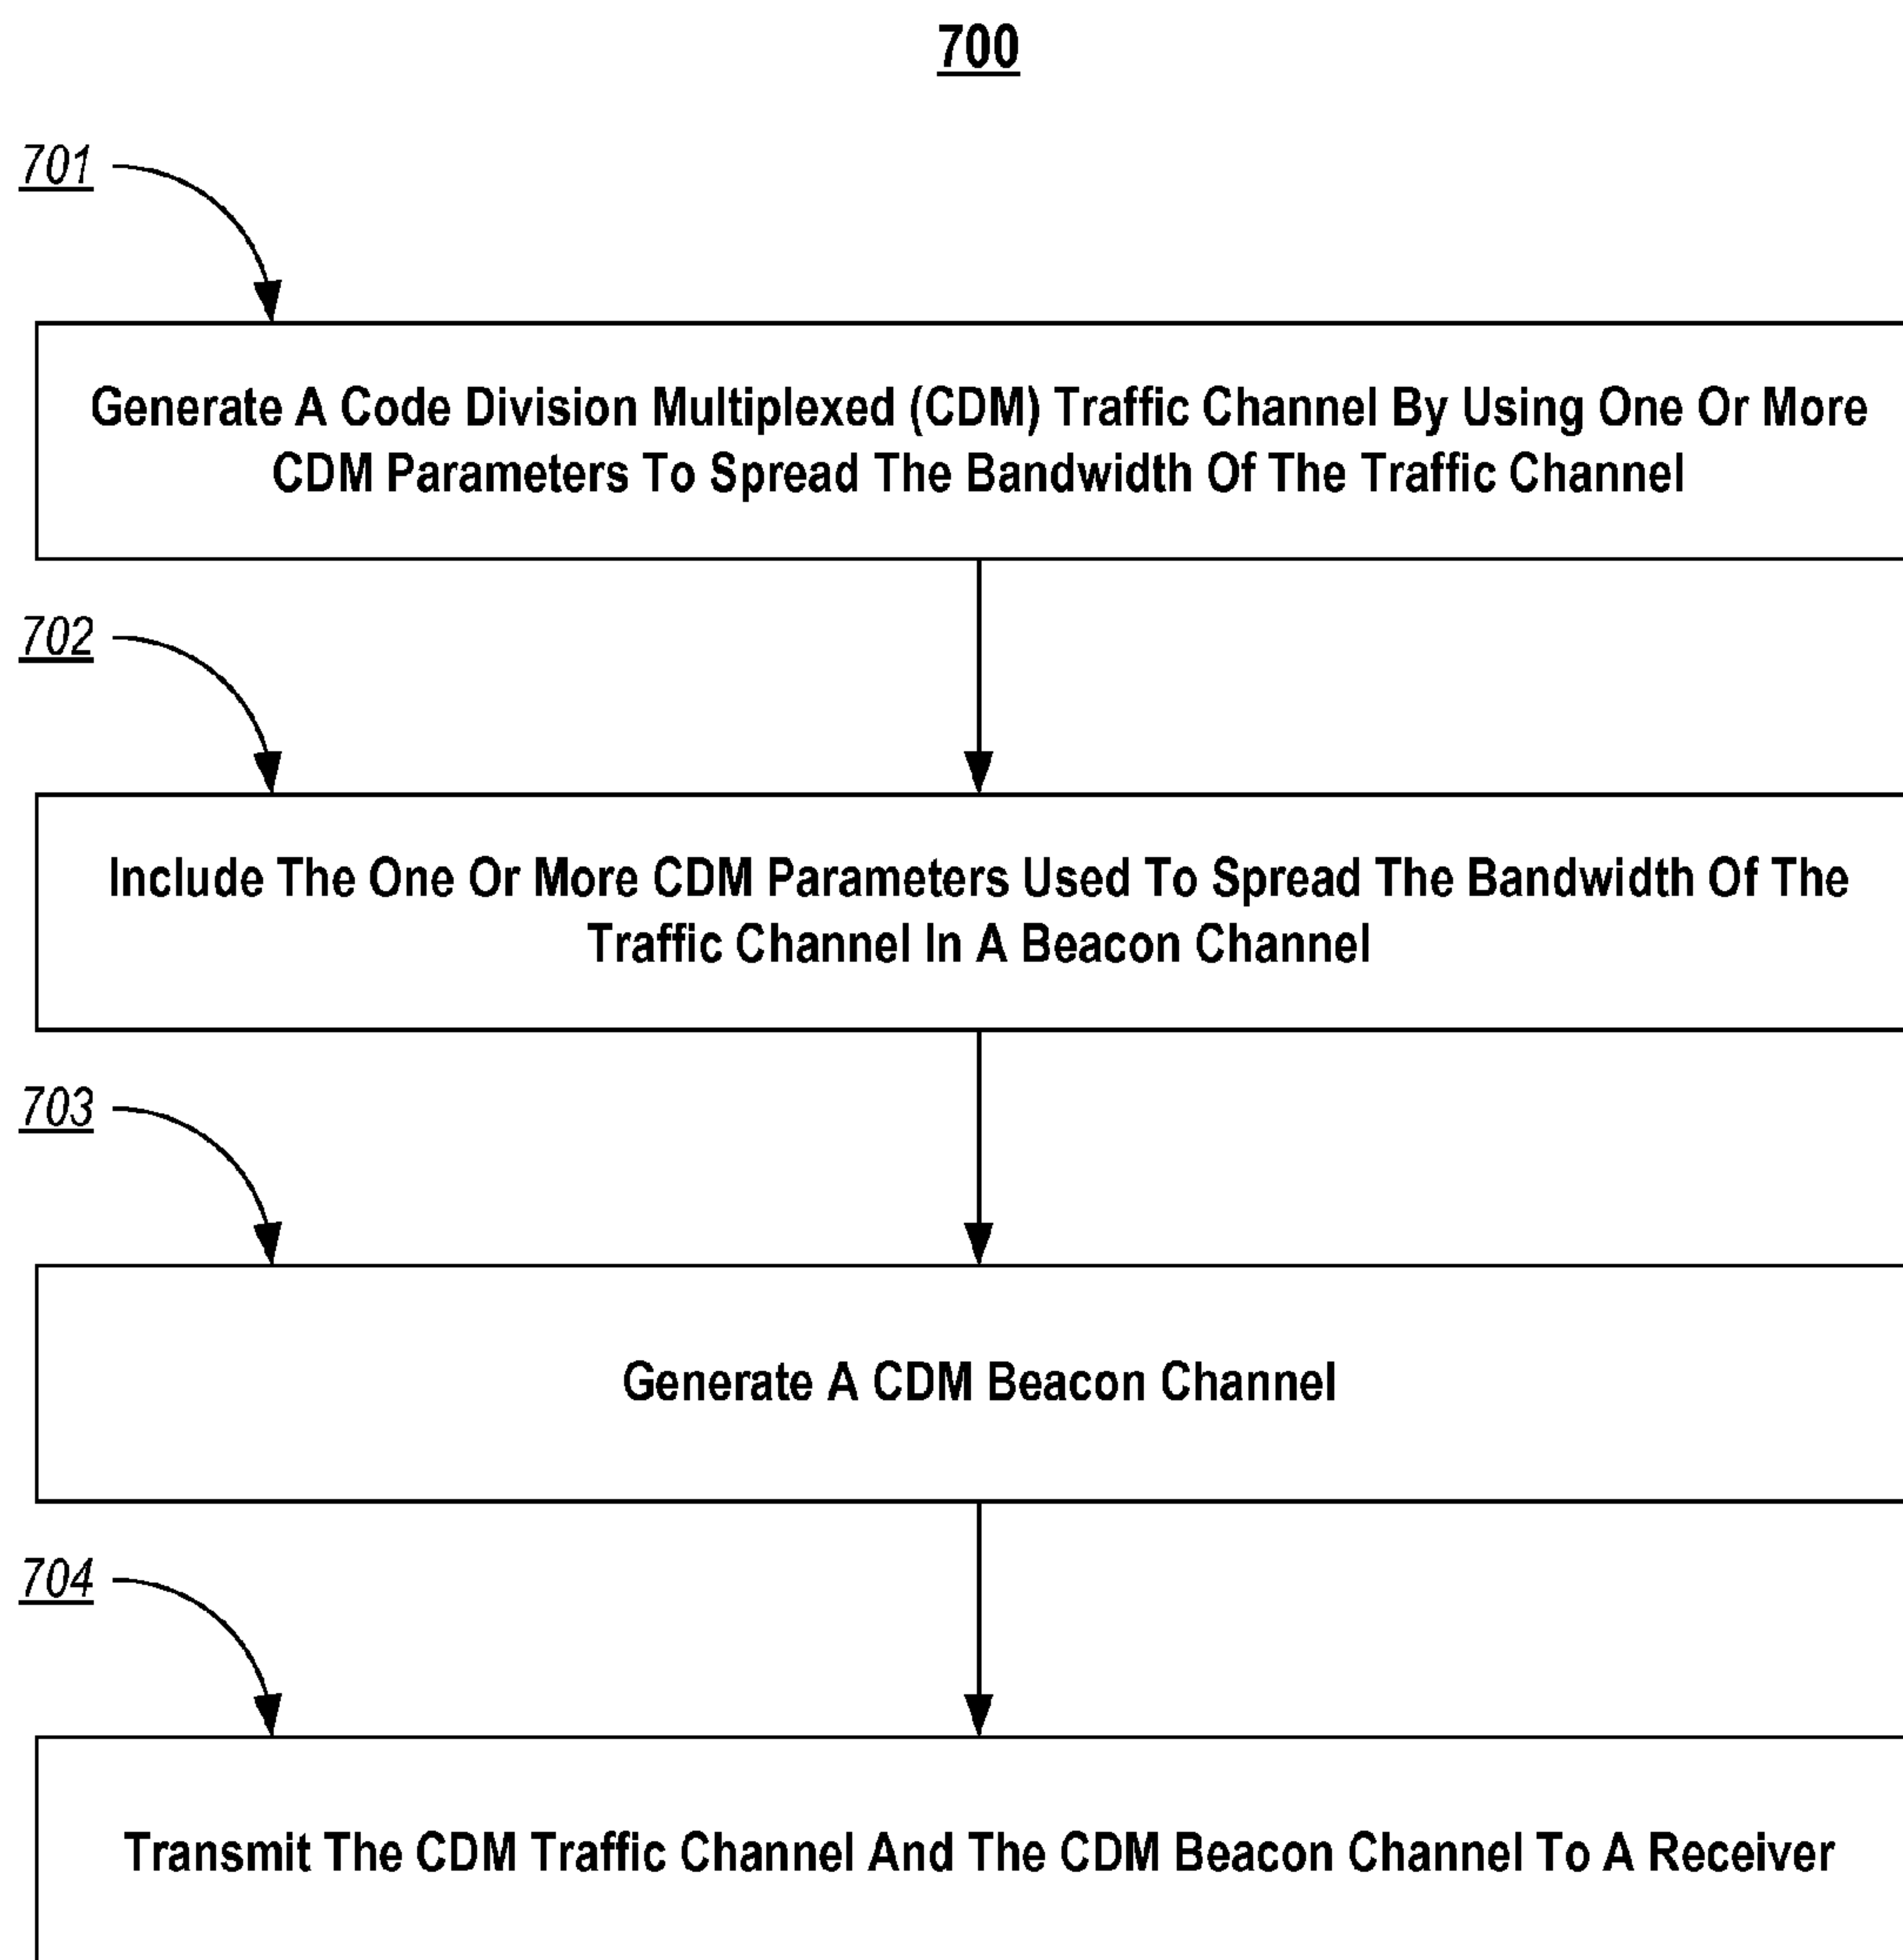 700
701
Generate A Code Division Multiplexed (CDM) Traffic Channel By Using One Or More
CDM Parameters To Spread The Bandwidth Of The Traffic Channel
702
Include The One Or More CDM Parameters Used To Spread The Bandwidth Of The
Traffic Channel In A Beacon Channel
703
Generate A CDM Beacon Channel
704
Transmit The CDM Traffic Channel And The CDM Beacon Channel To A Receiver